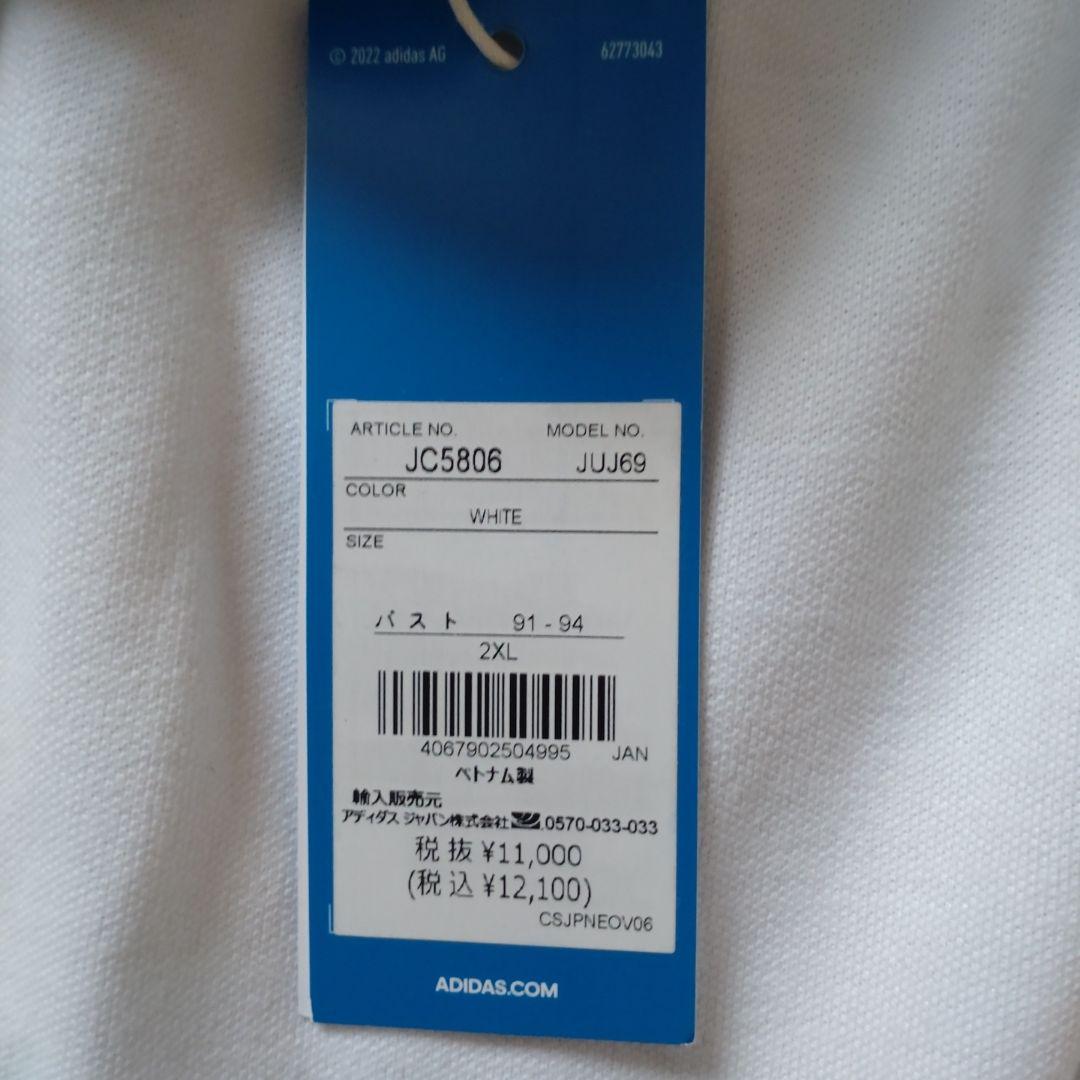 © 2022 adidas AG 62773043
ARTICLE NO. MODEL NO.
JC5806 JUJ69
COLOR
WHITE
SIZE
バスト 91 - 94
2XL
4067902504995 JAN
ベトナム製
輸入販売元
アディダス ジャパン株式会社 0570-033-033
税抜 ¥11,000
(税込 ¥12,100)
CSJPNEOV06
ADIDAS.COM